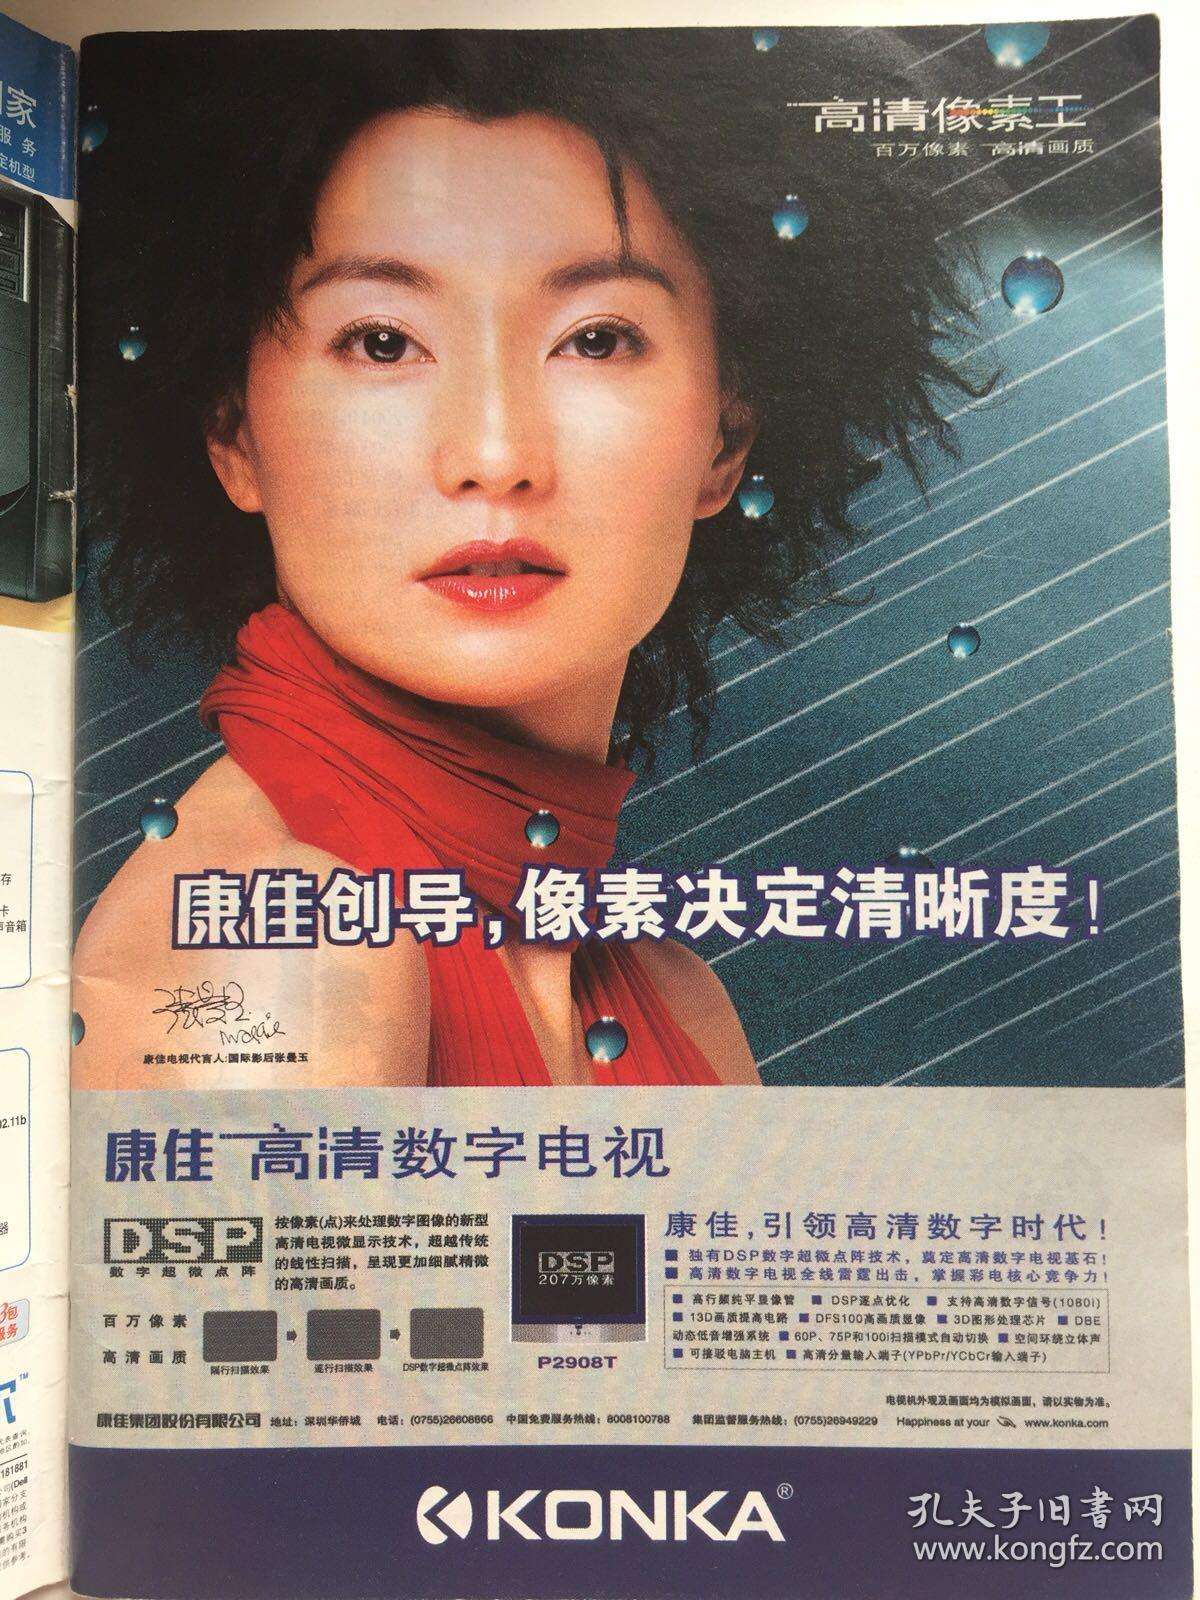 家
服务
定机型
高清像素王
百万像素 高清画质
存
卡
声音箱
康佳创导,像素决定清晰度!
Maggie
康佳电视代言人:国际影后张曼玉
02.11b
器
康佳高清数字电视
DSP
数字超微点阵
按像素(点)来处理数字图像的新型
高清电视微显示技术，超越传统
的线性扫描，呈现更加细腻精微
的高清画质。
百万像素
高清画质
隔行扫描效果
逐行扫描效果
DSP数字超微点阵效果
DSP
207万像素
P2908T
康佳,引领高清数字时代!
■ 独有DSP数字超微点阵技术，奠定高清数字电视基石!
■ 高清数字电视全线雷霆出击，掌握彩电核心竞争力!
■ 高行频纯平显像管 ■ DSP逐点优化 ■ 支持高清数字信号(1080i)
■ 13D画质提高电路 ■ DFS100高画质显像 ■ 3D图形处理芯片 ■ DBE
动态低音增强系统 ■ 60P、75P和100i扫描模式自动切换 ■ 空间环绕立体声
■ 可接驳电脑主机 ■ 高清分量输入端子(YPbPr/YCbCr输入端子)
电视机外观及画面均为模拟画面，请以实物为准。
康佳集团股份有限公司 地址：深圳华侨城 电话：(0755)26608866 中国免费服务热线：8008100788 集团监督服务热线：(0755)26949229 Happiness at your www.konka.com
包
服务
181881
KONKA®
孔夫子旧书网
www.kongfz.com